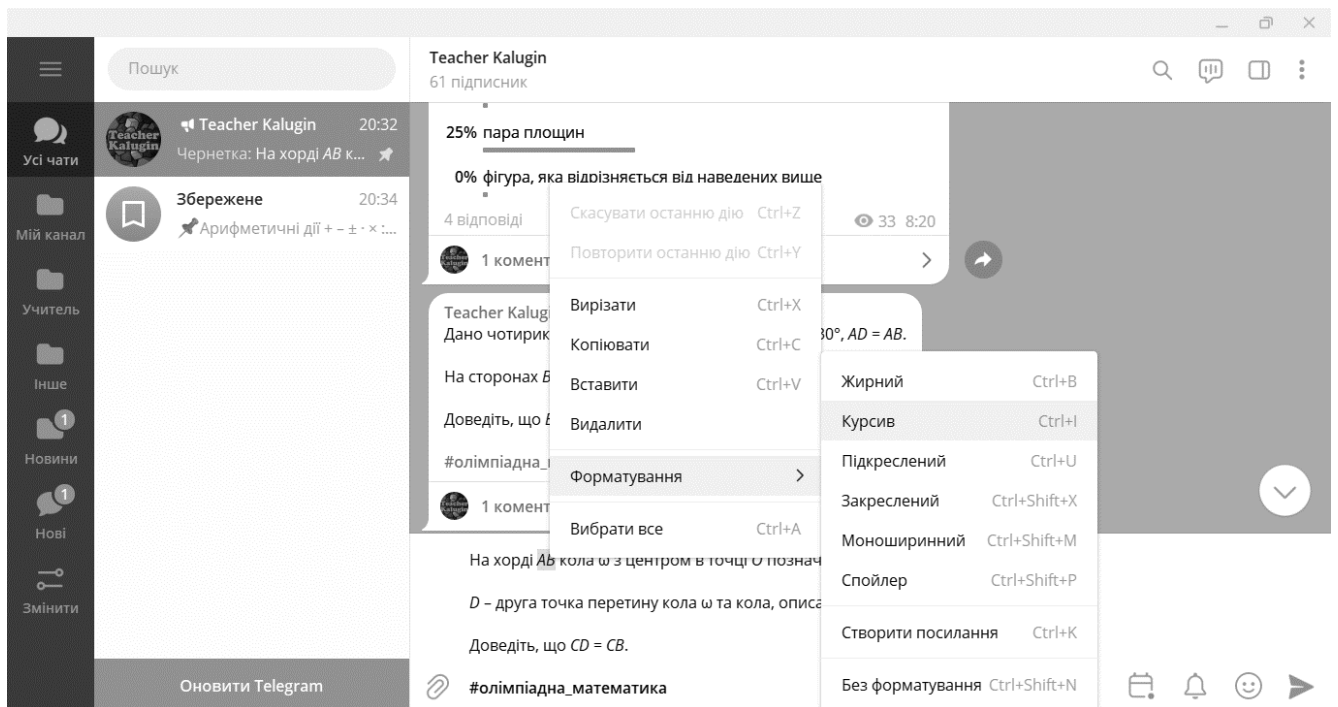 Пошук
Усі чати
Мій канал
Учитель
Інше
1
Новини
1
Нові
Змінити
Teacher Kalugin
Teacher Kalugin 20:32
Чернетка: На хорді AB к...
Збережене 20:34
Арифметичні дії + – ± · × :...
Оновити Telegram
Teacher Kalugin
61 підписник
25% пара площин
0% фігура, яка відрізняється від наведених вище
4 відповіді
33 8:20
1 комент
Teacher Kalug
Дано чотирик
0°, AD = AB.
На сторонах
Доведіть, що
#олімпіадна_
1 комент
Скасувати останню дію Ctrl+Z
Повторити останню дію Ctrl+Y
Вирізати Ctrl+X
Копіювати Ctrl+C
Вставити Ctrl+V
Видалити
Форматування
Вибрати все Ctrl+A
Жирний Ctrl+B
Курсив Ctrl+I
Підкреслений Ctrl+U
Закреслений Ctrl+Shift+X
Моноширинний Ctrl+Shift+M
Спойлер Ctrl+Shift+P
Створити посилання Ctrl+K
Без форматування Ctrl+Shift+N
На хорді AB кола ω з центром в точці O познач
D – друга точка перетину кола ω та кола, описа
Доведіть, що CD = CB.
#олімпіадна_математика